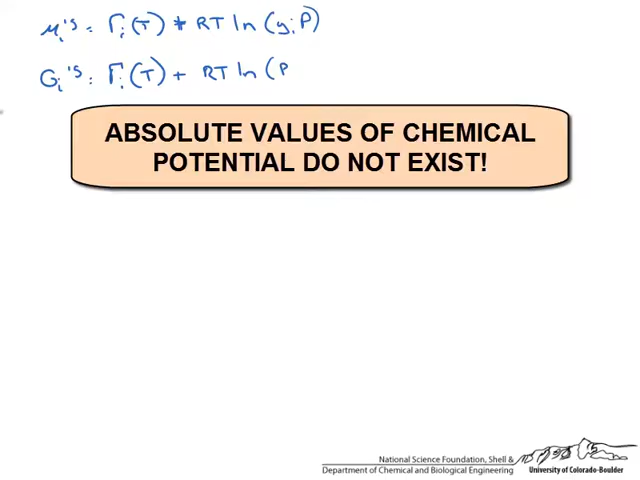 μᵢ'ˢ = Γᵢ(T) + RT ln (yᵢP)
Gᵢ'ˢ = Γᵢ(T) + RT ln (P
ABSOLUTE VALUES OF CHEMICAL
POTENTIAL DO NOT EXIST!
National Science Foundation, Shell &
Department of Chemical and Biological Engineering
University of Colorado-Boulder